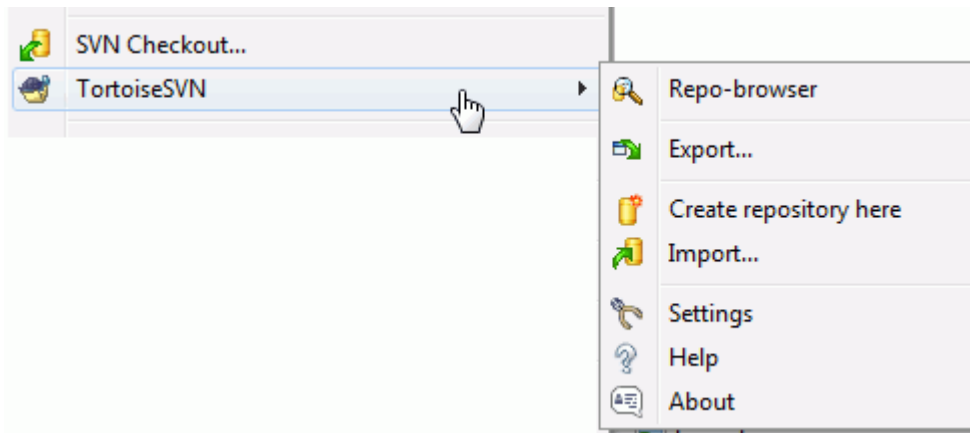 SVN Checkout...
TortoiseSVN
Repo-browser
Export...
Create repository here
Import...
Settings
Help
About